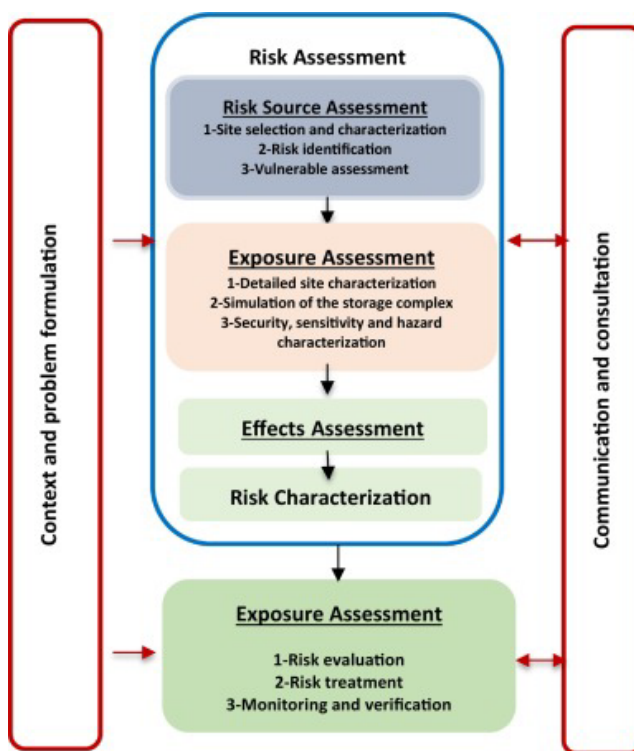 Context and problem formulation
Risk Assessment
Risk Source Assessment
1-Site selection and characterization
2-Risk identification
3-Vulnerable assessment
Exposure Assessment
1-Detailed site characterization
2-Simulation of the storage complex
3-Security, sensitivity and hazard
characterization
Effects Assessment
Risk Characterization
Exposure Assessment
1-Risk evaluation
2-Risk treatment
3-Monitoring and verification
Communication and consultation